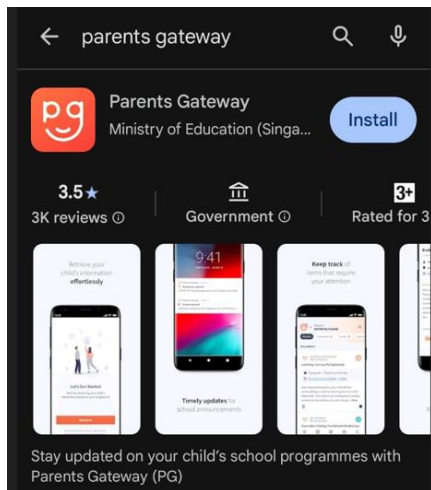 parents gateway
pg
Parents Gateway
Ministry of Education (Singa...
Install
3.5★
3K reviews
Government
3+
Rated for 3
Retrieve your
child's information
effortlessly
Let's Get Started
9:41
Timely updates for
school announcements
Keep track of
items that require
your attention
Stay updated on your child's school programmes with
Parents Gateway (PG)